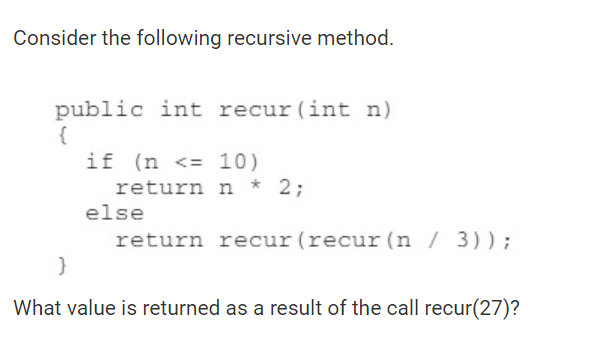 Consider the following recursive method.
public int recur(int n)
{
if (n <= 10)
return n * 2;
else
return recur(recur(n / 3));
}
What value is returned as a result of the call recur(27)?